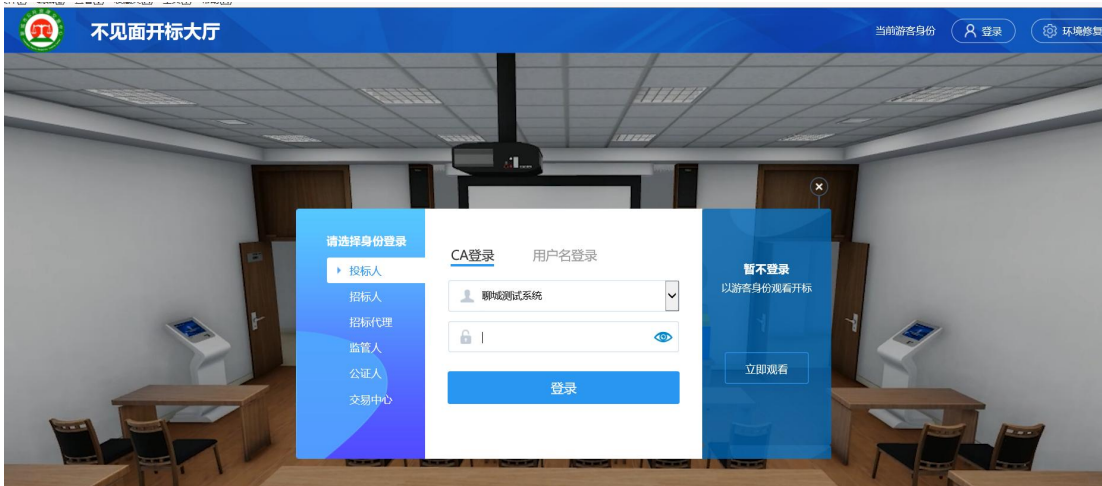 不见面开标大厅
当前游客身份
登录
环境修复
请选择身份登录
投标人
招标人
招标代理
监管人
公证人
交易中心
CA登录
用户名登录
聊城测试系统
登录
暂不登录
以游客身份观看开标
立即观看